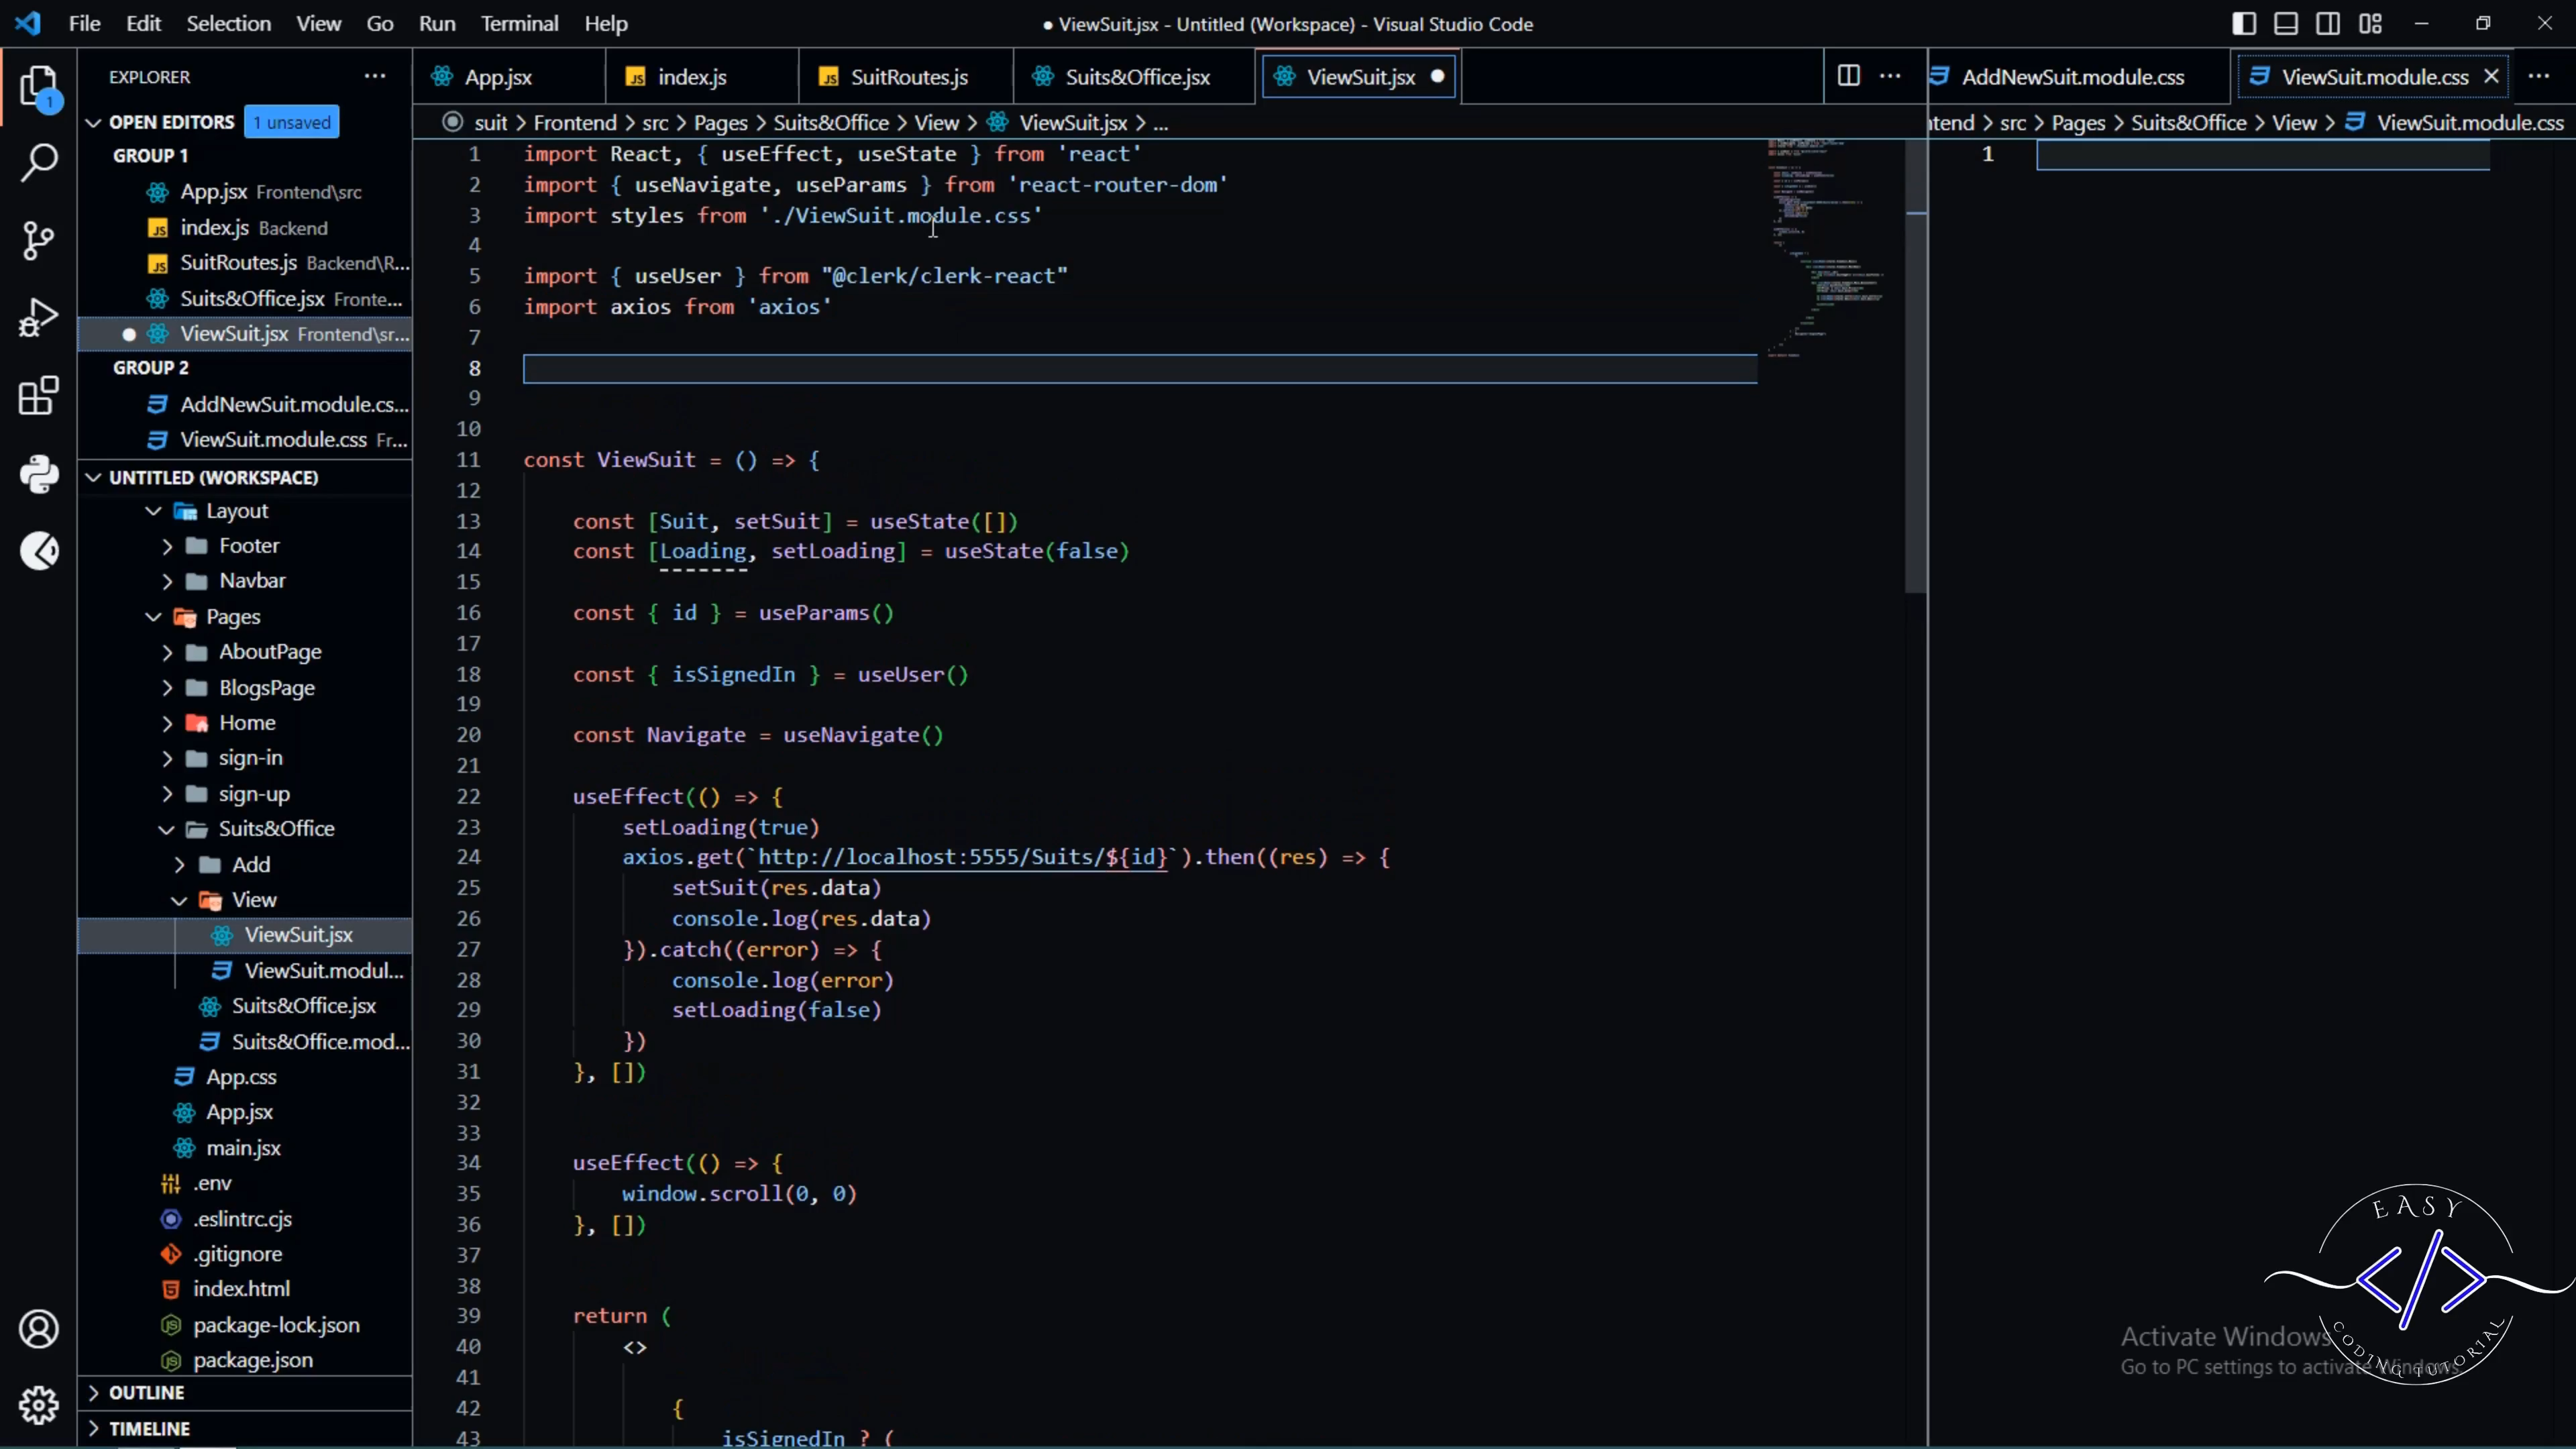 File Edit Selection View Go Run Terminal Help
● ViewSuit.jsx - Untitled (Workspace) - Visual Studio Code
EXPLORER
1
OPEN EDITORS 1 unsaved
GROUP 1
App.jsx Frontend\src
index.js Backend
SuitRoutes.js Backend\R...
Suits&Office.jsx Fronte...
ViewSuit.jsx Frontend\sr...
GROUP 2
AddNewSuit.module.cs...
ViewSuit.module.css Fr...
UNTITLED (WORKSPACE)
Layout
Footer
Navbar
Pages
AboutPage
BlogsPage
Home
sign-in
sign-up
Suits&Office
Add
View
ViewSuit.jsx
ViewSuit.modul...
Suits&Office.jsx
Suits&Office.mod...
App.css
App.jsx
main.jsx
.env
.eslintrc.cjs
.gitignore
index.html
package-lock.json
package.json
OUTLINE
TIMELINE
App.jsx index.js SuitRoutes.js Suits&Office.jsx ViewSuit.jsx
suit > Frontend > src > Pages > Suits&Office > View > ViewSuit.jsx > ...
1 import React, { useEffect, useState } from 'react'
2 import { useNavigate, useParams } from 'react-router-dom'
3 import styles from './ViewSuit.module.css'
4
5 import { useUser } from "@clerk/clerk-react"
6 import axios from 'axios'
7
8
9
10
11 const ViewSuit = () => {
12
13 const [Suit, setSuit] = useState([])
14 const [Loading, setLoading] = useState(false)
15
16 const { id } = useParams()
17
18 const { isSignedIn } = useUser()
19
20 const Navigate = useNavigate()
21
22 useEffect(() => {
23 setLoading(true)
24 axios.get(`http://localhost:5555/Suits/${id}`).then((res) => {
25 setSuit(res.data)
26 console.log(res.data)
27 }).catch((error) => {
28 console.log(error)
29 setLoading(false)
30 })
31 }, [])
32
33
34 useEffect(() => {
35 window.scroll(0, 0)
36 }, [])
37
38
39 return (
40 <>
41
42 {
43 isSignedIn ? (
AddNewSuit.module.css ViewSuit.module.css
ntend > src > Pages > Suits&Office > View > ViewSuit.module.css
1
EASY
CODING TUTORIAL
Activate Windows
Go to PC settings to activate Windows.